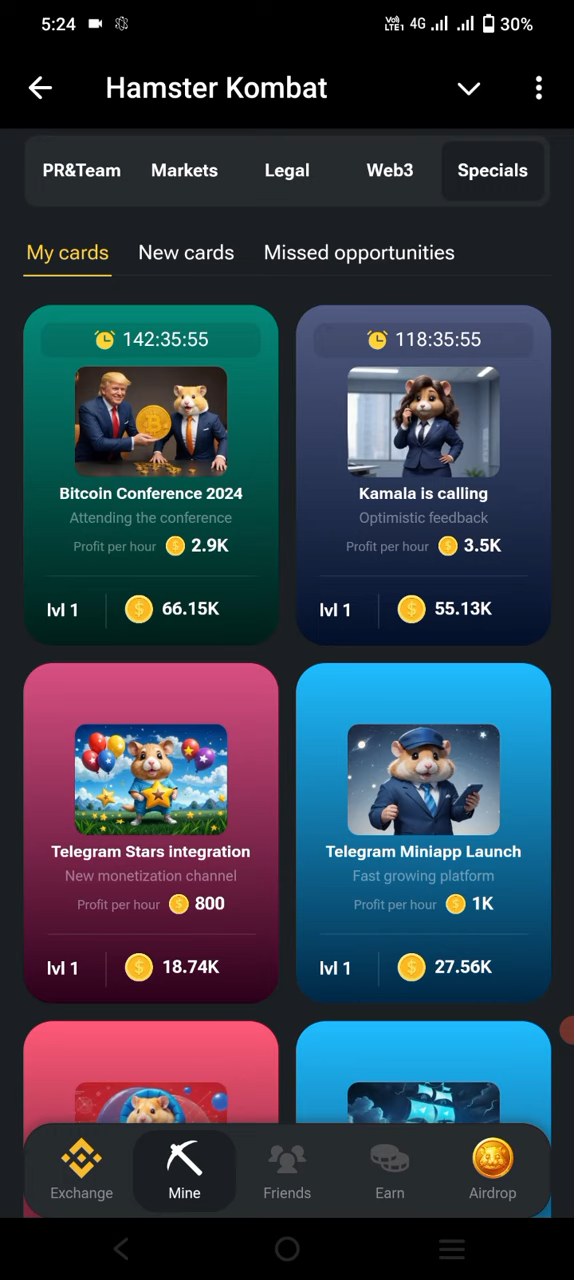 5:24
VoLTE1 4G 30%
Hamster Kombat
PR&Team Markets Legal Web3 Specials
My cards New cards Missed opportunities
142:35:55
Bitcoin Conference 2024
Attending the conference
Profit per hour 2.9K
lvl 1 66.15K
118:35:55
Kamala is calling
Optimistic feedback
Profit per hour 3.5K
lvl 1 55.13K
Telegram Stars integration
New monetization channel
Profit per hour 800
lvl 1 18.74K
Telegram Miniapp Launch
Fast growing platform
Profit per hour 1K
lvl 1 27.56K
Exchange Mine Friends Earn Airdrop